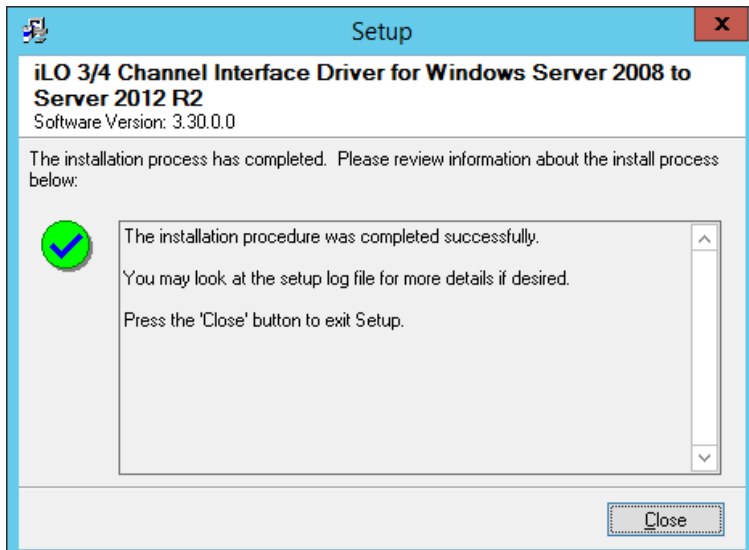 Setup
x
iLO 3/4 Channel Interface Driver for Windows Server 2008 to
Server 2012 R2
Software Version: 3.30.0.0
The installation process has completed.  Please review information about the install process
below:
The installation procedure was completed successfully.
You may look at the setup log file for more details if desired.
Press the 'Close' button to exit Setup.
Close